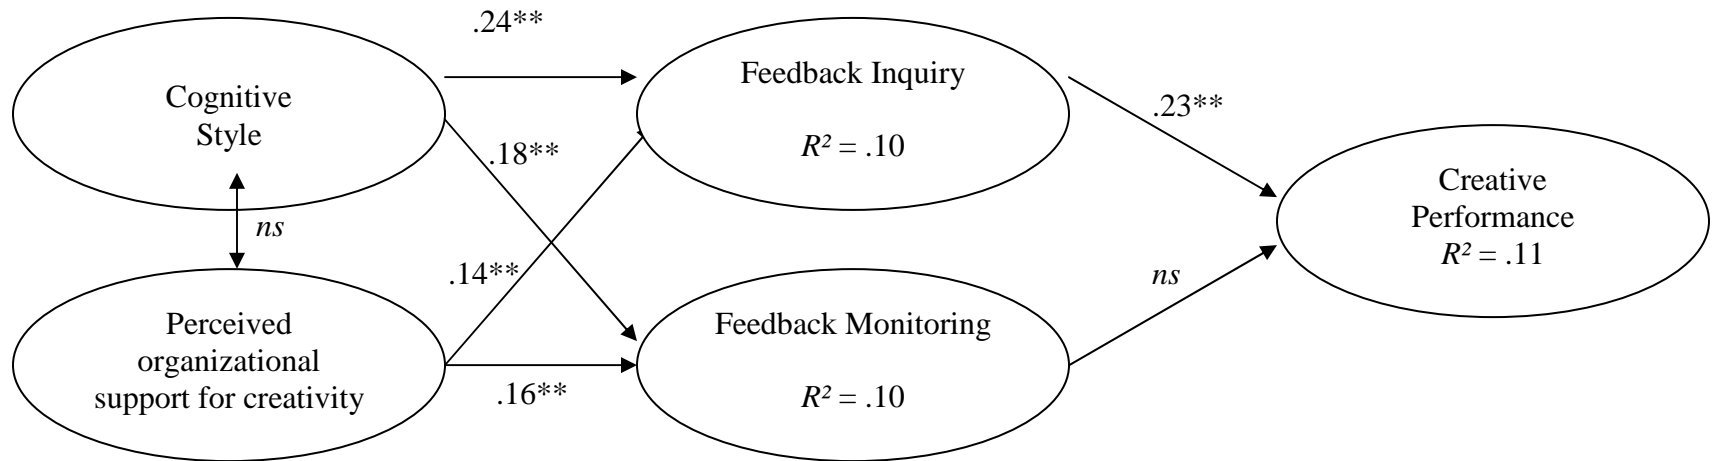 .24**
Cognitive
Style
Feedback Inquiry
R² = .10
.23**
.18**
ns
Creative
Performance
R² = .11
.14**
ns
Perceived
organizational
support for creativity
Feedback Monitoring
R² = .10
.16**